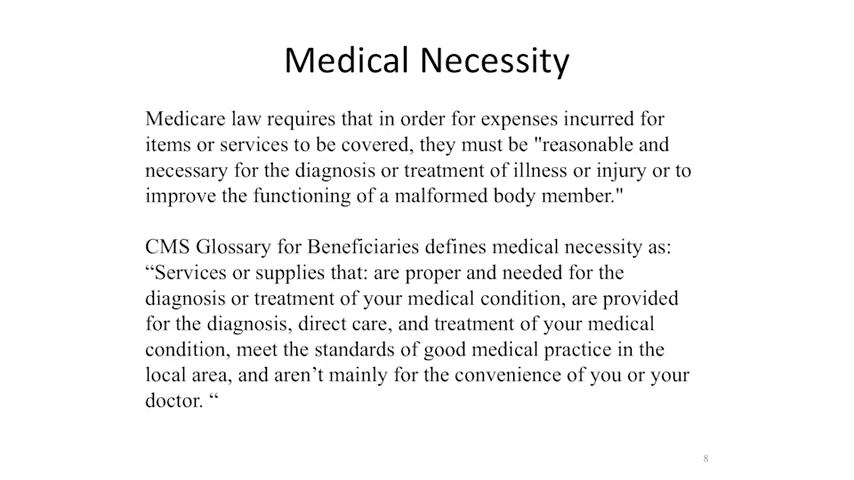 Medical Necessity
Medicare law requires that in order for expenses incurred for
items or services to be covered, they must be "reasonable and
necessary for the diagnosis or treatment of illness or injury or to
improve the functioning of a malformed body member."
CMS Glossary for Beneficiaries defines medical necessity as:
“Services or supplies that: are proper and needed for the
diagnosis or treatment of your medical condition, are provided
for the diagnosis, direct care, and treatment of your medical
condition, meet the standards of good medical practice in the
local area, and aren’t mainly for the convenience of you or your
doctor. “
8